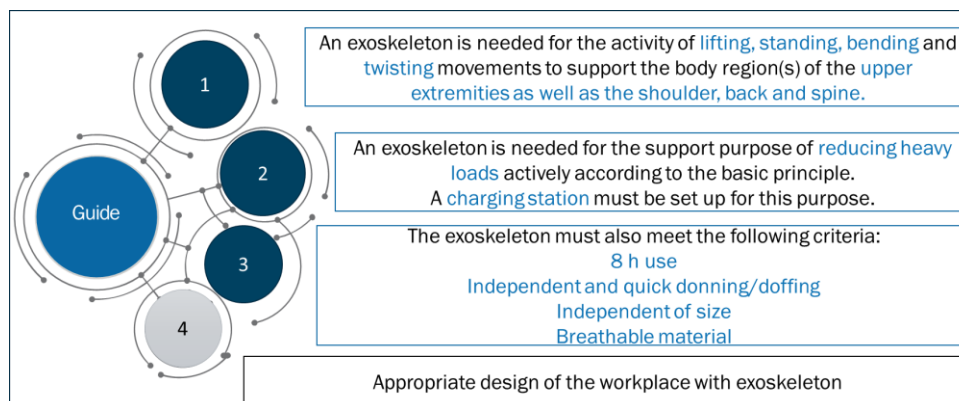 Guide
1
An exoskeleton is needed for the activity of lifting, standing, bending and
twisting movements to support the body region(s) of the upper
extremities as well as the shoulder, back and spine.
2
An exoskeleton is needed for the support purpose of reducing heavy
loads actively according to the basic principle.
A charging station must be set up for this purpose.
3
The exoskeleton must also meet the following criteria:
8 h use
Independent and quick donning/doffing
Independent of size
Breathable material
4
Appropriate design of the workplace with exoskeleton